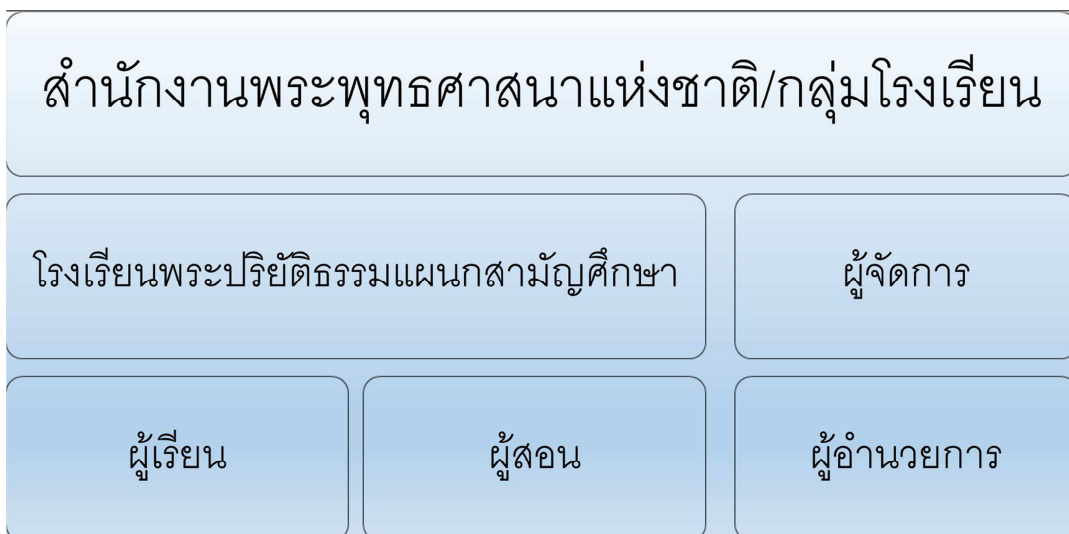 สำนักงานพระพุทธศาสนาแห่งชาติ/กลุ่มโรงเรียน
โรงเรียนพระปริยัติธรรมแผนกสามัญศึกษา
ผู้จัดการ
ผู้เรียน
ผู้สอน
ผู้อำนวยการ